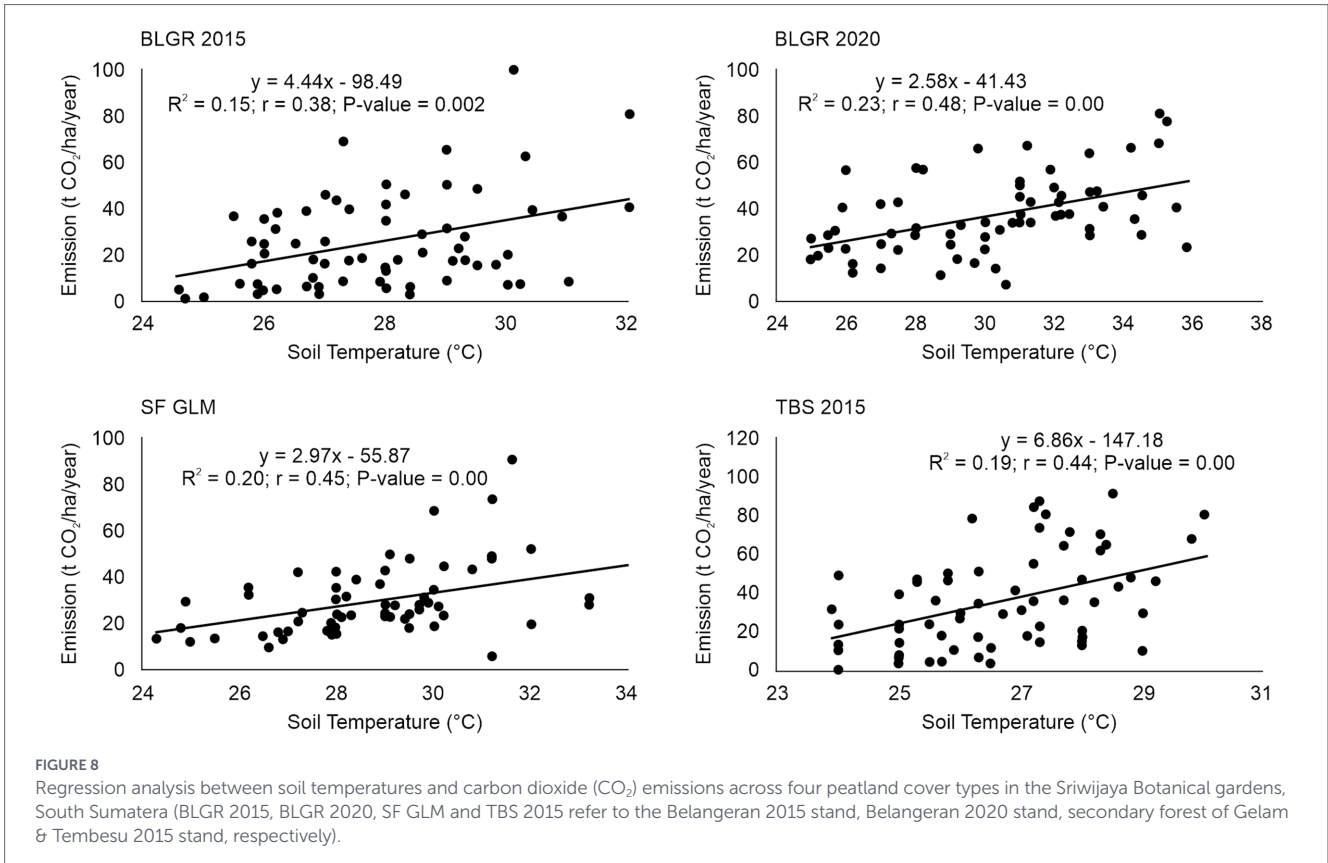 BLGR 2015
y = 4.44x - 98.49
R² = 0.15; r = 0.38; P-value = 0.002
Emission (t CO₂/ha/year)
100
80
60
40
20
0
24
26
28
30
32
Soil Temperature (°C)
BLGR 2020
y = 2.58x - 41.43
R² = 0.23; r = 0.48; P-value = 0.00
Emission (t CO₂/ha/year)
100
80
60
40
20
0
24
26
28
30
32
34
36
38
Soil Temperature (°C)
SF GLM
y = 2.97x - 55.87
R² = 0.20; r = 0.45; P-value = 0.00
Emission (t CO₂/ha/year)
100
80
60
40
20
0
24
26
28
30
32
34
Soil Temperature (°C)
TBS 2015
y = 6.86x - 147.18
R² = 0.19; r = 0.44; P-value = 0.00
Emission (t CO₂/ha/year)
120
100
80
60
40
20
0
23
25
27
29
31
Soil Temperature (°C)
FIGURE 8
Regression analysis between soil temperatures and carbon dioxide (CO₂) emissions across four peatland cover types in the Sriwijaya Botanical gardens,
South Sumatera (BLGR 2015, BLGR 2020, SF GLM and TBS 2015 refer to the Belangeran 2015 stand, Belangeran 2020 stand, secondary forest of Gelam
& Tembesu 2015 stand, respectively).